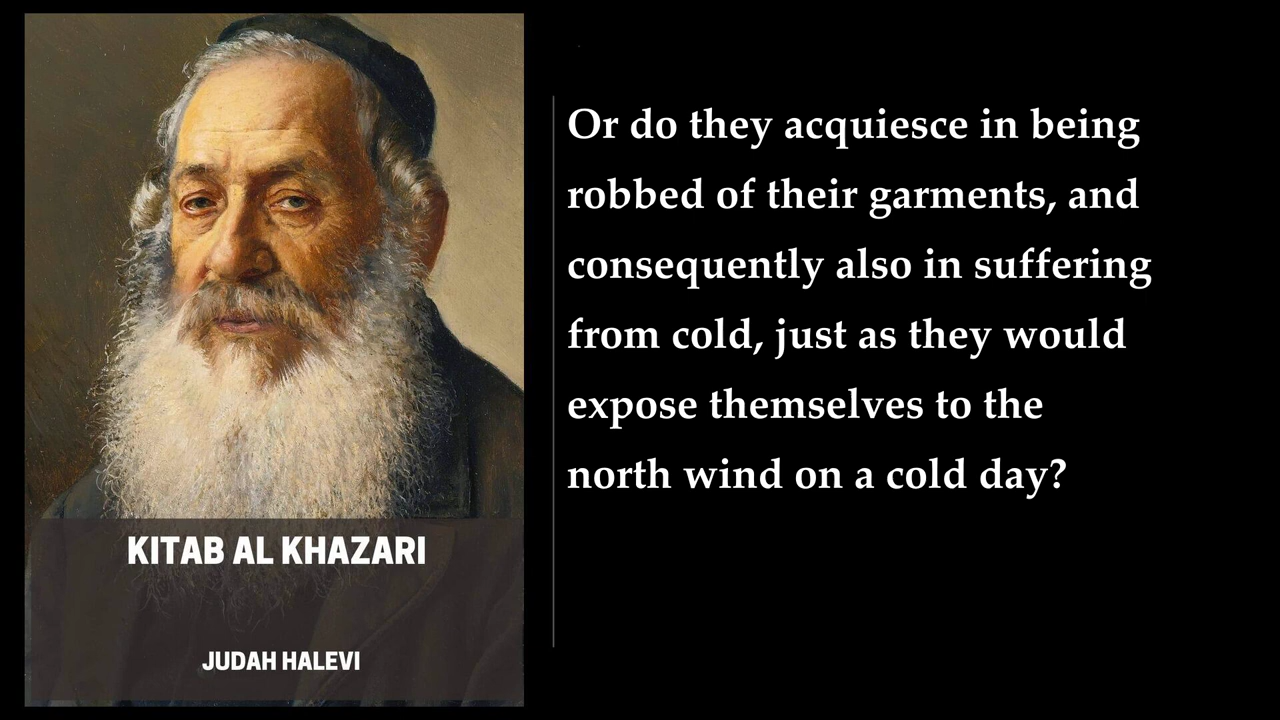 KITAB AL KHAZARI
JUDAH HALEVI
Or do they acquiesce in being
robbed of their garments, and
consequently also in suffering
from cold, just as they would
expose themselves to the
north wind on a cold day?